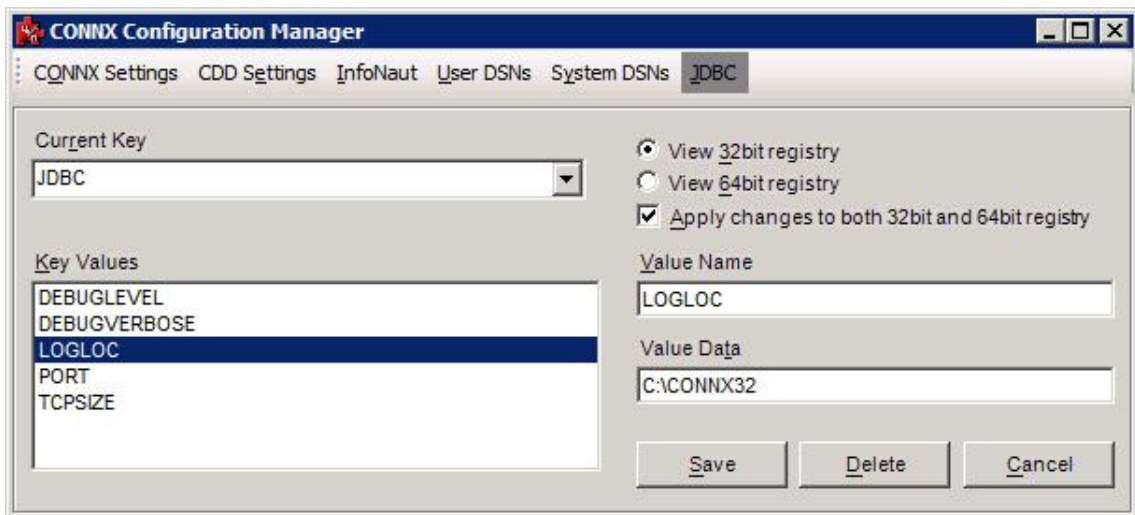 CONNX Configuration Manager
CONNX Settings CDD Settings InfoNaut User DSNs System DSNs JDBC
Current Key
JDBC
View 32bit registry
View 64bit registry
Apply changes to both 32bit and 64bit registry
Key Values
DEBUGLEVEL
DEBUGVERBOSE
LOGLOC
PORT
TCPSIZE
Value Name
LOGLOC
Value Data
C:\CONNX32
Save Delete Cancel